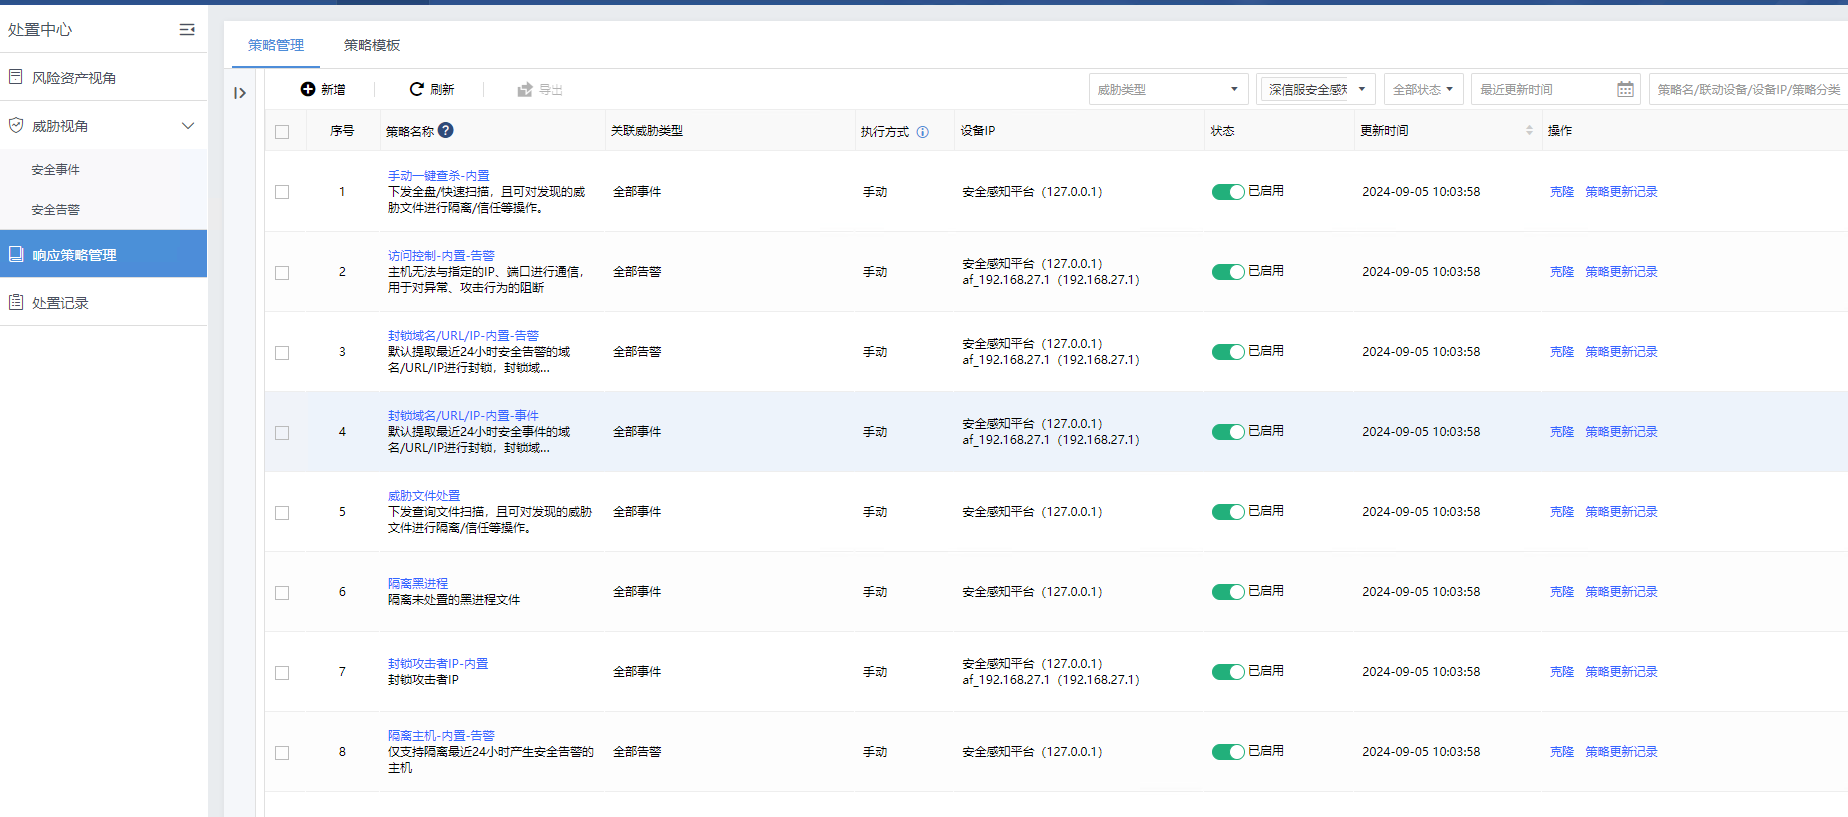 处置中心
风险资产视角
威胁视角
安全事件
安全告警
响应策略管理
处置记录
策略管理 策略模板
新增 刷新 导出 威胁类型 深信服安全感知 全部状态 最近更新时间 策略名/联动设备/设备IP/策略分类
序号 策略名称 关联威胁类型 执行方式 设备IP 状态 更新时间 操作
手动一键查杀-内置
1 下发全盘/快速扫描，且可对发现的威 全部事件 手动 安全感知平台（127.0.0.1） 已启用 2024-09-05 10:03:58 克隆 策略更新记录
胁文件进行隔离/信任等操作。
访问控制-内置-告警
安全感知平台（127.0.0.1）
2 主机无法与指定的IP、端口进行通信， 全部告警 手动 已启用 2024-09-05 10:03:58 克隆 策略更新记录
af_192.168.27.1（192.168.27.1）
用于对异常、攻击行为的阻断
封锁域名/URL/IP-内置-告警
安全感知平台（127.0.0.1）
3 默认提取最近24小时安全告警的域 全部告警 手动 已启用 2024-09-05 10:03:58 克隆 策略更新记录
af_192.168.27.1（192.168.27.1）
名/URL/IP进行封锁，封锁域...
封锁域名/URL/IP-内置-事件
安全感知平台（127.0.0.1）
4 默认提取最近24小时安全事件的域 全部事件 手动 已启用 2024-09-05 10:03:58 克隆 策略更新记录
af_192.168.27.1（192.168.27.1）
名/URL/IP进行封锁，封锁域...
威胁文件处置
5 下发查询文件扫描，且可对发现的威胁 全部事件 手动 安全感知平台（127.0.0.1） 已启用 2024-09-05 10:03:58 克隆 策略更新记录
文件进行隔离/信任等操作。
隔离黑进程
6 隔离未处置的黑进程文件 全部事件 手动 安全感知平台（127.0.0.1） 已启用 2024-09-05 10:03:58 克隆 策略更新记录
封锁攻击者IP-内置
安全感知平台（127.0.0.1）
7 封锁攻击者IP 全部事件 手动 已启用 2024-09-05 10:03:58 克隆 策略更新记录
af_192.168.27.1（192.168.27.1）
隔离主机-内置-告警
8 仅支持隔离最近24小时产生安全告警的 全部告警 手动 安全感知平台（127.0.0.1） 已启用 2024-09-05 10:03:58 克隆 策略更新记录
主机